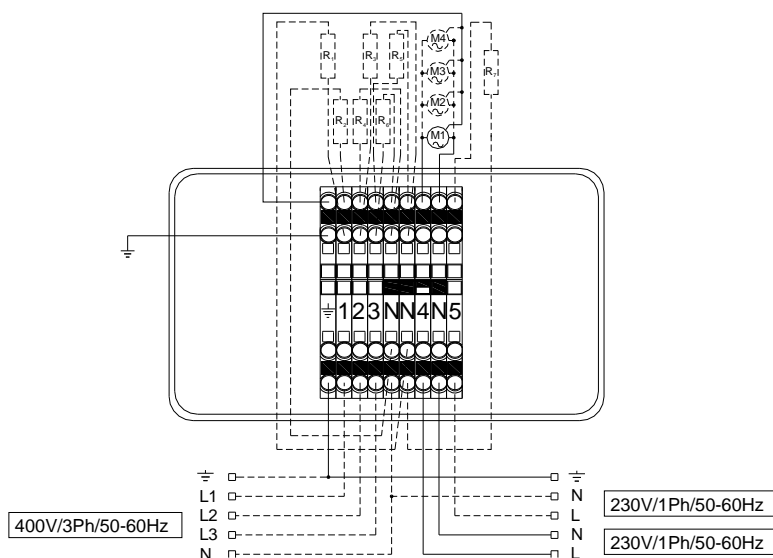 R1 R3 R5 M4
M3 R7
R2 R4 R6 M2
M1
1 2 3 N N 4 N 5
L1 N 230V/1Ph/50-60Hz
L2 L
400V/3Ph/50-60Hz L3 N 230V/1Ph/50-60Hz
N L